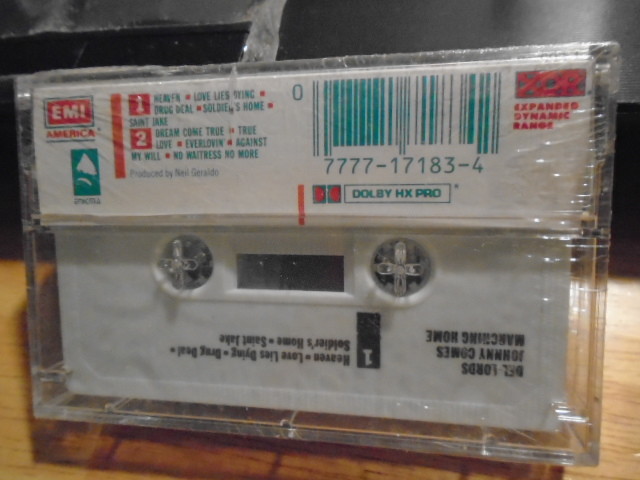 EMI
AMERICA
1
HEAVEN • LOVE LIES DYING •
DRUG DEAL • SOLDIER'S HOME •
SAINT JAKE
2
DREAM COME TRUE • TRUE
LOVE • EVERLOVIN' • AGAINST
MY WILL • NO WAITRESS NO MORE
Produced by Neil Geraldo
0
7777-17183-4
DOLBY HX PRO
XDR
EXPANDED
DYNAMIC
RANGE
DEL-LORDS
JOHNNY COMES
MARCHING HOME
1
Heaven • Love Lies Dying • Drug Deal •
Soldier's Home • Saint Jake